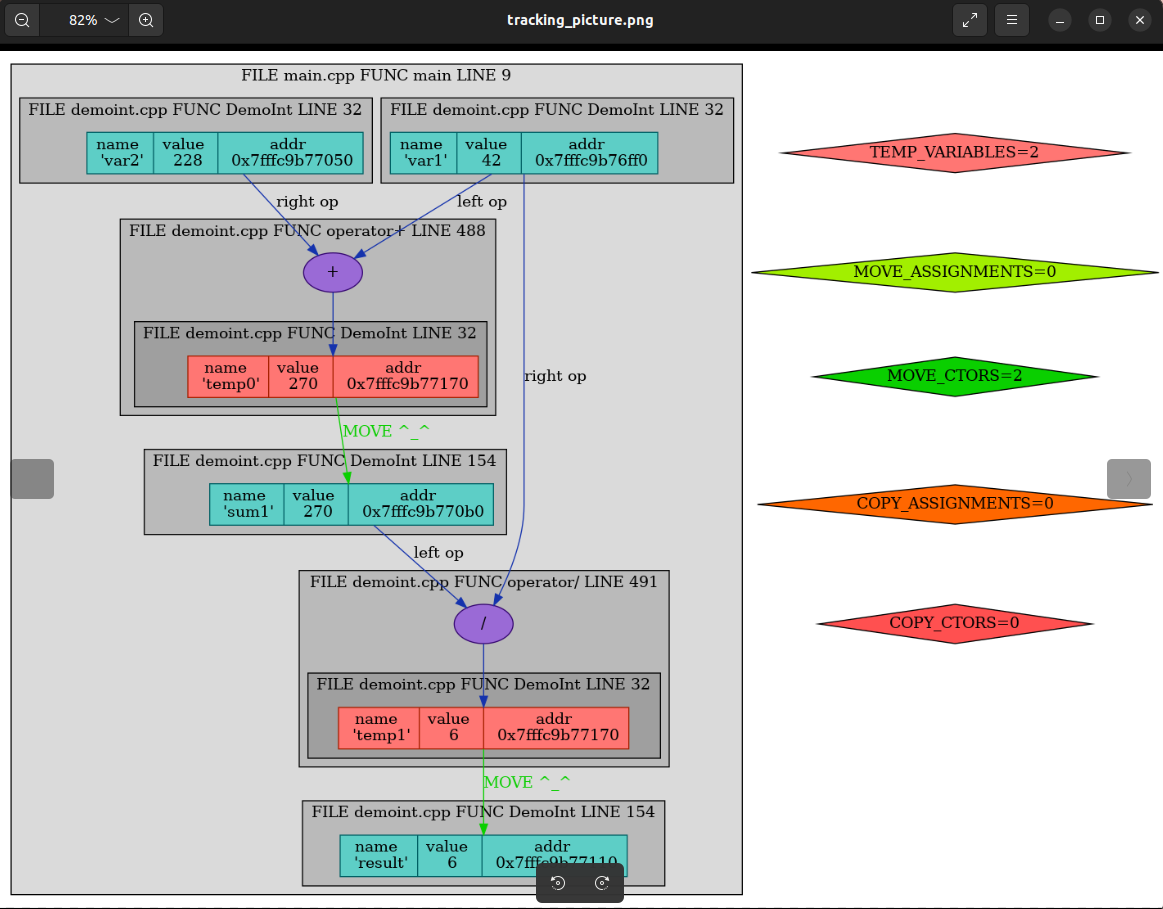 82%
tracking_picture.png
FILE main.cpp FUNC main LINE 9
FILE demoint.cpp FUNC DemoInt LINE 32
name value addr
'var2' 228 0x7fffc9b77050
FILE demoint.cpp FUNC DemoInt LINE 32
name value addr
'var1' 42 0x7fffc9b76ff0
right op
left op
FILE demoint.cpp FUNC operator+ LINE 488
+
FILE demoint.cpp FUNC DemoInt LINE 32
name value addr
'temp0' 270 0x7fffc9b77170
right op
MOVE ^_^
FILE demoint.cpp FUNC DemoInt LINE 154
name value addr
'sum1' 270 0x7fffc9b770b0
left op
FILE demoint.cpp FUNC operator/ LINE 491
/
FILE demoint.cpp FUNC DemoInt LINE 32
name value addr
'temp1' 6 0x7fffc9b77170
MOVE ^_^
FILE demoint.cpp FUNC DemoInt LINE 154
name value addr
'result' 6 0x7fffc9b77110
TEMP_VARIABLES=2
MOVE_ASSIGNMENTS=0
MOVE_CTORS=2
COPY_ASSIGNMENTS=0
COPY_CTORS=0